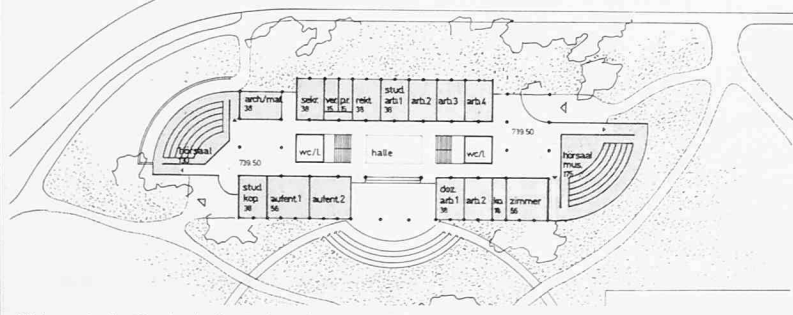 arch/mat.
38
sekr.
38
ver.
15
pr.
15
rekt.
38
stud.
arb.1
38
arb.2
arb.3
arb.4
hörsaal
130
739.50
wc/l.
halle
wc/l.
739.50
hörsaal
mus.
175
stud.
kop.
38
aufent.1
56
aufent.2
doz.
arb.1
38
arb.2
ko.
18
zimmer
56